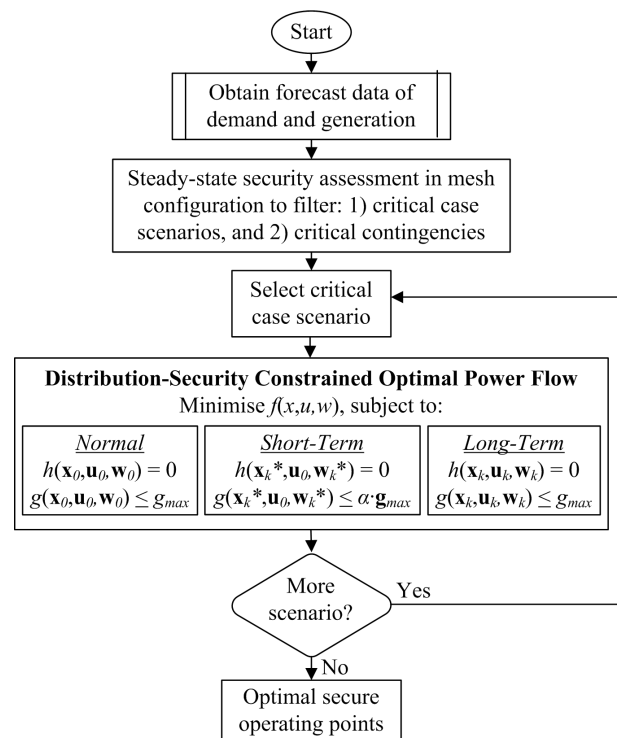 Start
Obtain forecast data of
demand and generation
Steady-state security assessment in mesh
configuration to filter: 1) critical case
scenarios, and 2) critical contingencies
Select critical
case scenario
Distribution-Security Constrained Optimal Power Flow
Minimise f(x,u,w), subject to:
Normal
h(x₀,u₀,w₀) = 0
g(x₀,u₀,w₀) ≤ gₘₐₓ
Short-Term
h(xₖ*,u₀,wₖ*) = 0
g(xₖ*,u₀,wₖ*) ≤ α·gₘₐₓ
Long-Term
h(xₖ,uₖ,wₖ) = 0
g(xₖ,uₖ,wₖ) ≤ gₘₐₓ
More
scenario?
Yes
No
Optimal secure
operating points